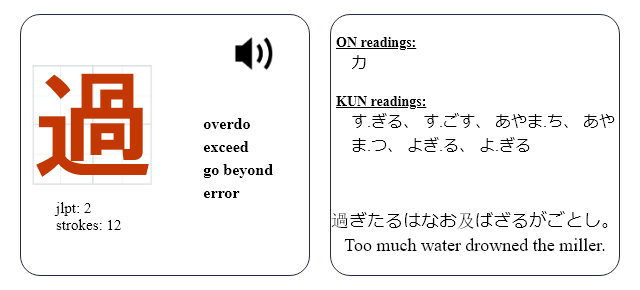 過
overdo
exceed
go beyond
error
jlpt: 2
strokes: 12
ON readings:
カ
KUN readings:
す.ぎる、 す.ごす、 あやま.ち、 あや
ま.つ、 よぎ.る、 よ.ぎる
過ぎたるはなお及ばざるがごとし。
Too much water drowned the miller.